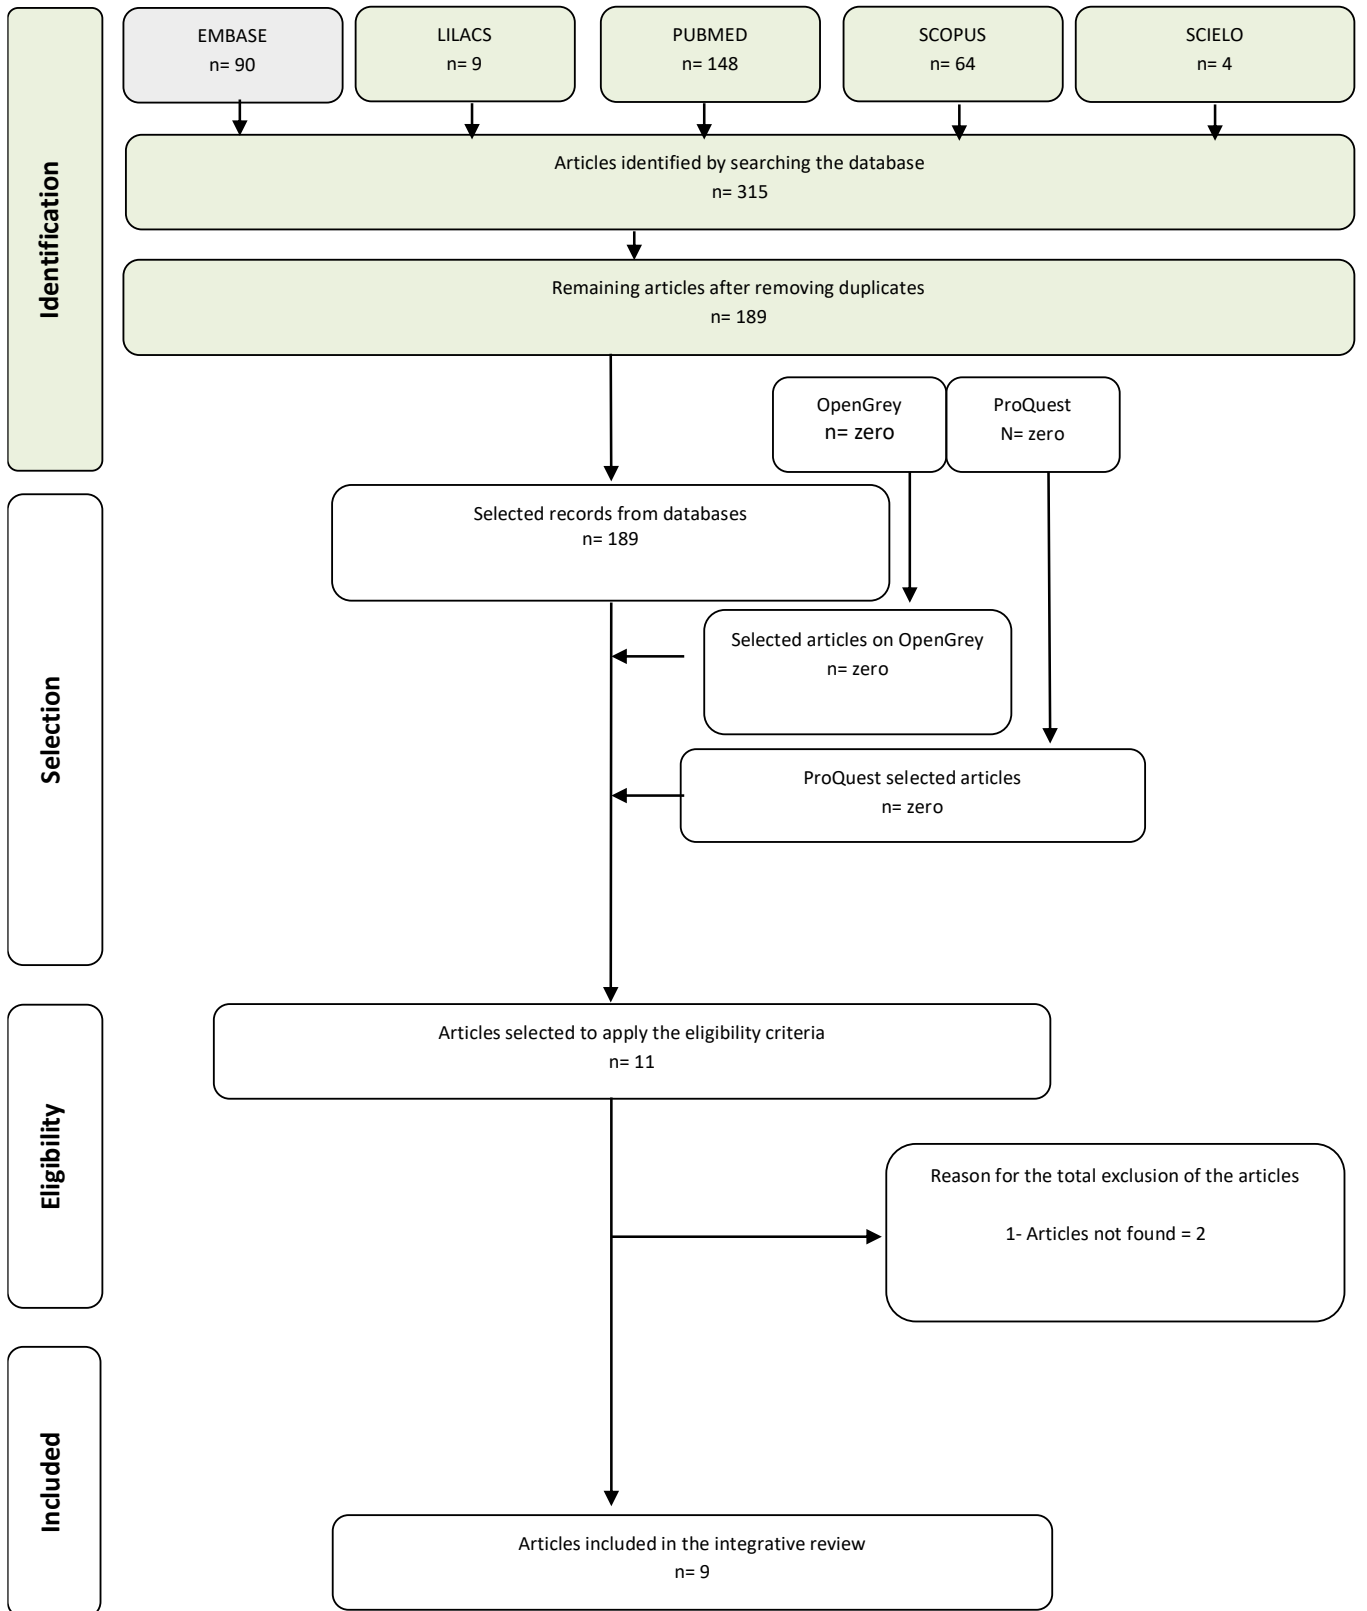 EMBASE
n= 90
LILACS
n= 9
PUBMED
n= 148
SCOPUS
n= 64
SCIELO
n= 4
Identification
Articles identified by searching the database
n= 315
Remaining articles after removing duplicates
n= 189
OpenGrey
n= zero
ProQuest
N= zero
Selection
Selected records from databases
n= 189
Selected articles on OpenGrey
n= zero
ProQuest selected articles
n= zero
Eligibility
Articles selected to apply the eligibility criteria
n= 11
Reason for the total exclusion of the articles
1- Articles not found = 2
Included
Articles included in the integrative review
n= 9